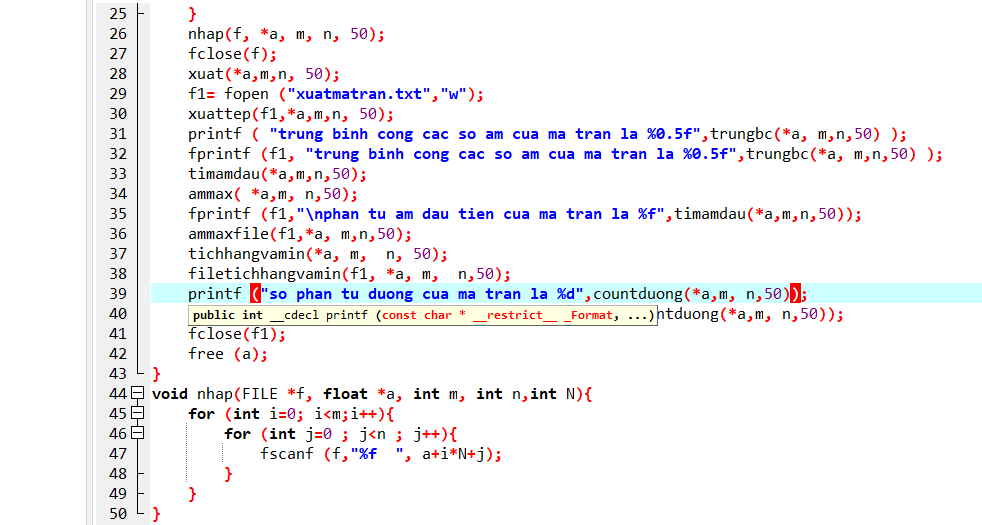 25 }
26 nhap(f, *a, m, n, 50);
27 fclose(f);
28 xuat(*a,m,n, 50);
29 f1= fopen ("xuatmatran.txt","w");
30 xuattep(f1,*a,m,n, 50);
31 printf ( "trung binh cong cac so am cua ma tran la %0.5f",trungbc(*a, m,n,50) );
32 fprintf (f1, "trung binh cong cac so am cua ma tran la %0.5f",trungbc(*a, m,n,50) );
33 timamdau(*a,m,n,50);
34 ammax( *a,m, n,50);
35 fprintf (f1,"\nphan tu am dau tien cua ma tran la %f",timamdau(*a,m,n,50));
36 ammaxfile(f1,*a, m,n,50);
37 tichhangvamin(*a, m,  n, 50);
38 filetichhangvamin(f1, *a, m,  n,50);
39 printf ("so phan tu duong cua ma tran la %d",countduong(*a,m, n,50));
40 public int __cdecl printf (const char * __restrict__ _Format, ...) ntduong(*a,m, n,50));
41 fclose(f1);
42 free (a);
43 }
44 void nhap(FILE *f, float *a, int m, int n,int N){
45 for (int i=0; i<m;i++){
46 for (int j=0 ; j<n ; j++){
47 fscanf (f,"%f  ", a+i*N+j);
48 }
49 }
50 }